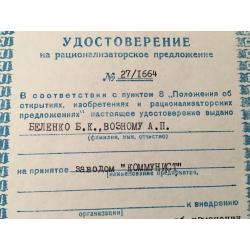 УДОСТОВЕРЕНИЕ
на рационализаторское предложение
№ 27/1664
В соответствии с пунктом 8 „Положения об
открытиях, изобретениях и рационализаторских
предложениях" настоящее удостоверение выдано
БЕЛЕНКО Б.К.,ВОЗНОМУ А.П.
(фамилия, имя, отчество)
на принятое заводом "КОММУНИСТ"
(наименование предприятия,
к внедрению
организации)